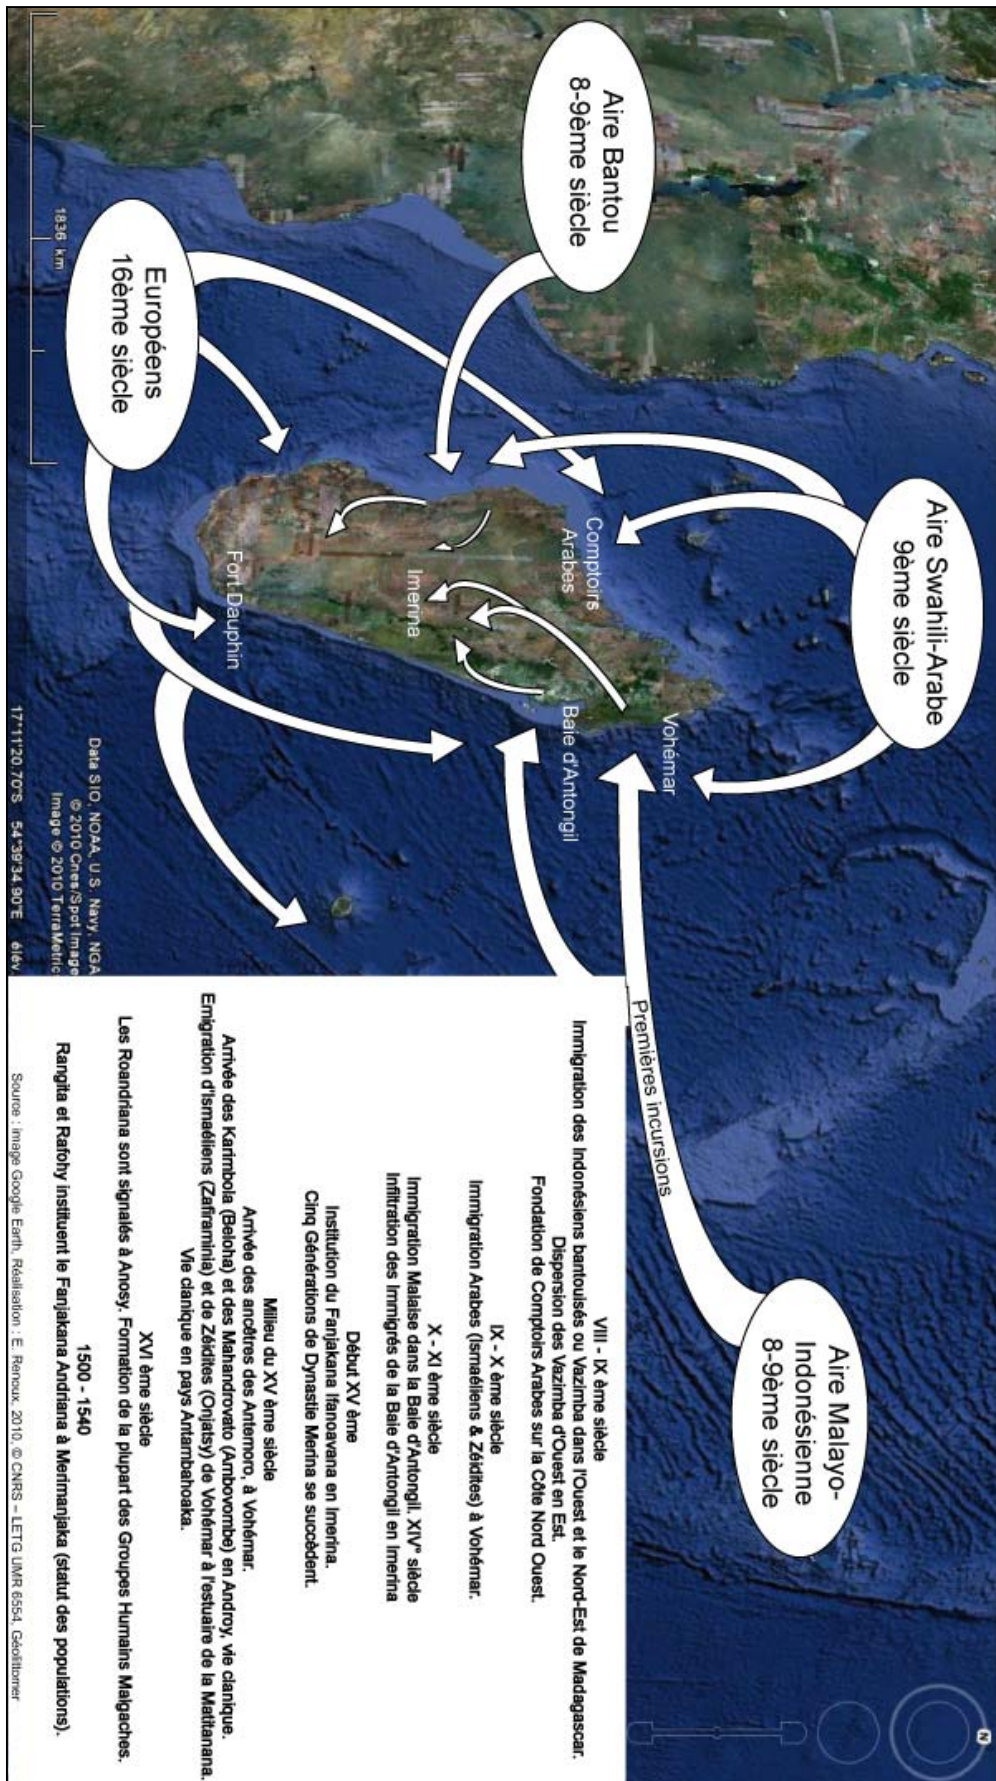 Aire Bantou
8-9ème siècle
Aire Swahili-Arabe
9ème siècle
Aire Malayo-
Indonésienne
8-9ème siècle
Européens
16ème siècle
Premières incursions
Comptoirs
Arabes
Vohémar
Baie d'Antongil
Imerina
Fort Dauphin
1836 km
N
Data SIO, NOAA, U.S. Navy, NGA
© 2010 Cnes/Spot Image
Image © 2010 TerraMetric
17°11'20.70"S 54°39'34.90"E élév
VIII - IX ème siècle
Immigration des Indonésiens bantouisés ou Vazimba dans l'Ouest et le Nord-Est de Madagascar.
Dispersion des Vazimba d'Ouest en Est.
Fondation de Comptoirs Arabes sur la Côte Nord Ouest.
IX - X ème siècle
Immigration Arabes (Ismaéliens & Zéidites) à Vohémar.
X - XI ème siècle
Immigration Malaise dans la Baie d'Antongil. XIV° siècle
Infiltration des Immigrés de la Baie d'Antongil en Imerina
Début XV ème
Institution du Fanjakana Ifanoavana en Imerina.
Cinq Générations de Dynastie Merina se succèdent.
Milieu du XV ème siècle
Arrivée des ancêtres des Antemoro, à Vohémar.
Arrivée des Karimbola (Beloha) et des Mahandrovato (Ambovombe) en Androy, vie clanique.
Emigration d'Ismaéliens (Zafiraminia) et de Zéidites (Onjatsy) de Vohémar à l'estuaire de la Matitanana.
Vie clanique en pays Antambahoaka.
XVI ème siècle
Les Roandriana sont signalés à Anosy. Formation de la plupart des Groupes Humains Malgaches.
1500 - 1540
Rangita et Rafohy instituent le Fanjakana Andriana à Merimanjaka (statut des populations).
Source : image Google Earth, Réalisation : E. Renoux, 2010, © CNRS – LETG UMR 6554, Géolittomer